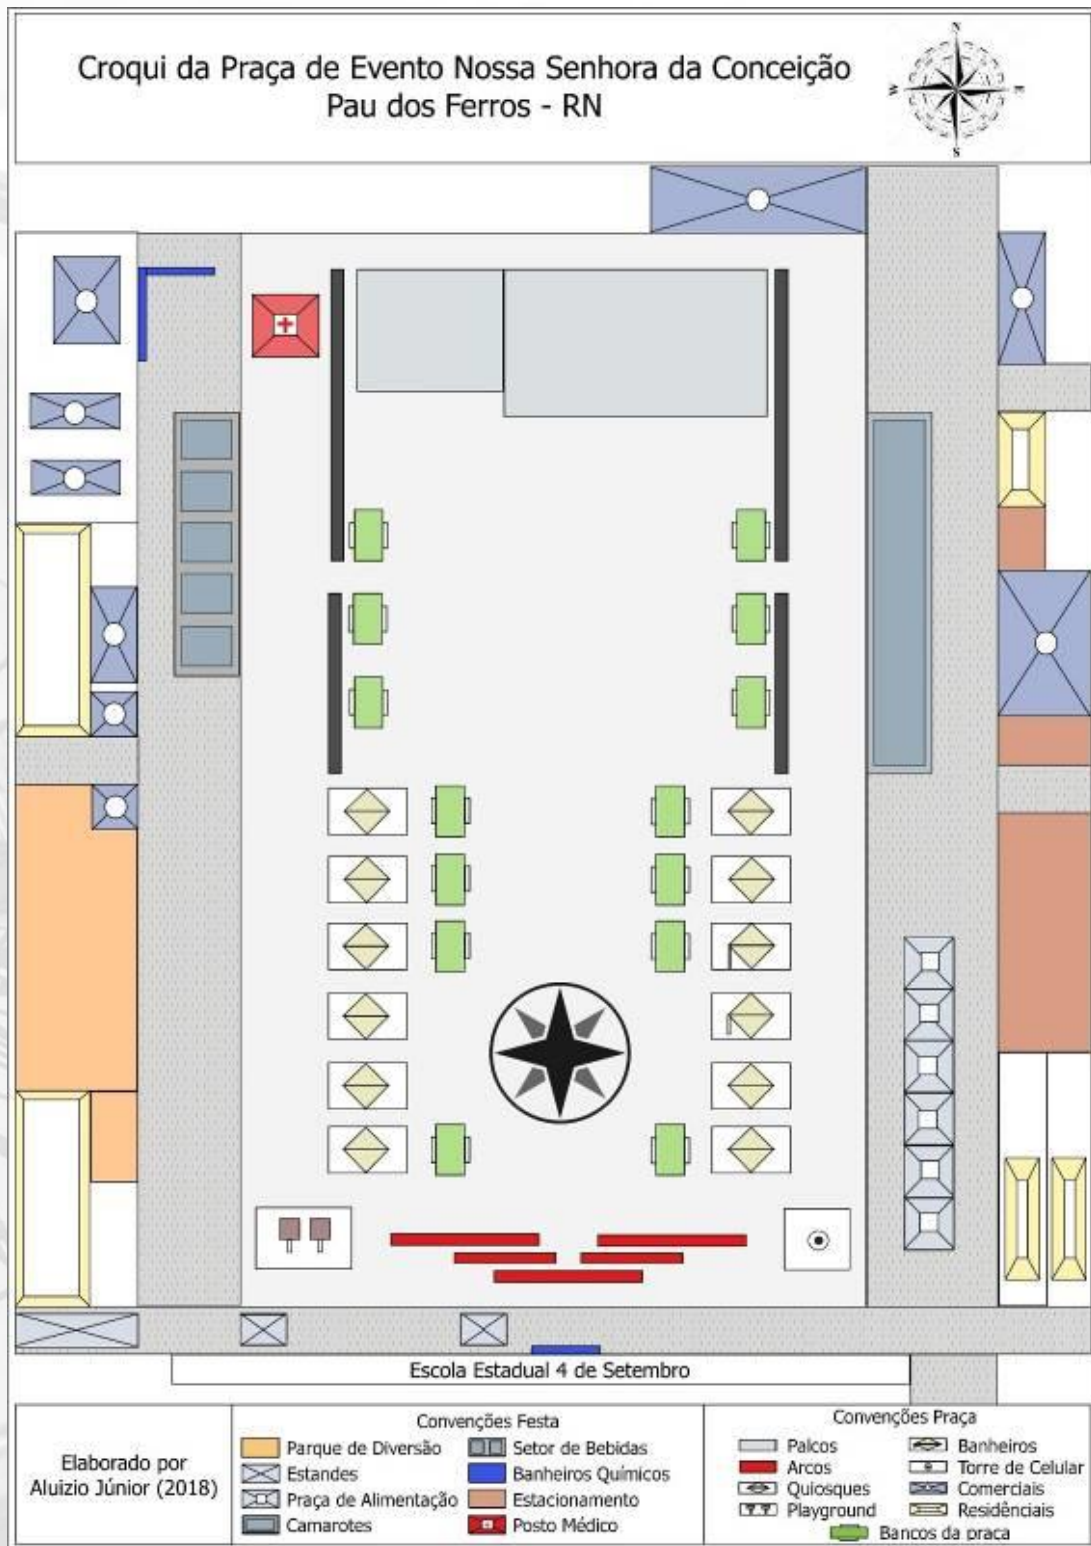 Croqui da Praça de Evento Nossa Senhora da Conceição
Pau dos Ferros - RN
N
W
E
S
Escola Estadual 4 de Setembro
Elaborado por
Aluizio Júnior (2018)
Convenções Festa
Parque de Diversão
Estandes
Praça de Alimentação
Camarotes
Setor de Bebidas
Banheiros Químicos
Estacionamento
Posto Médico
Convenções Praça
Palcos
Arcos
Quiosques
Playground
Banheiros
Torre de Celular
Comerciais
Residênciais
Bancos da praca